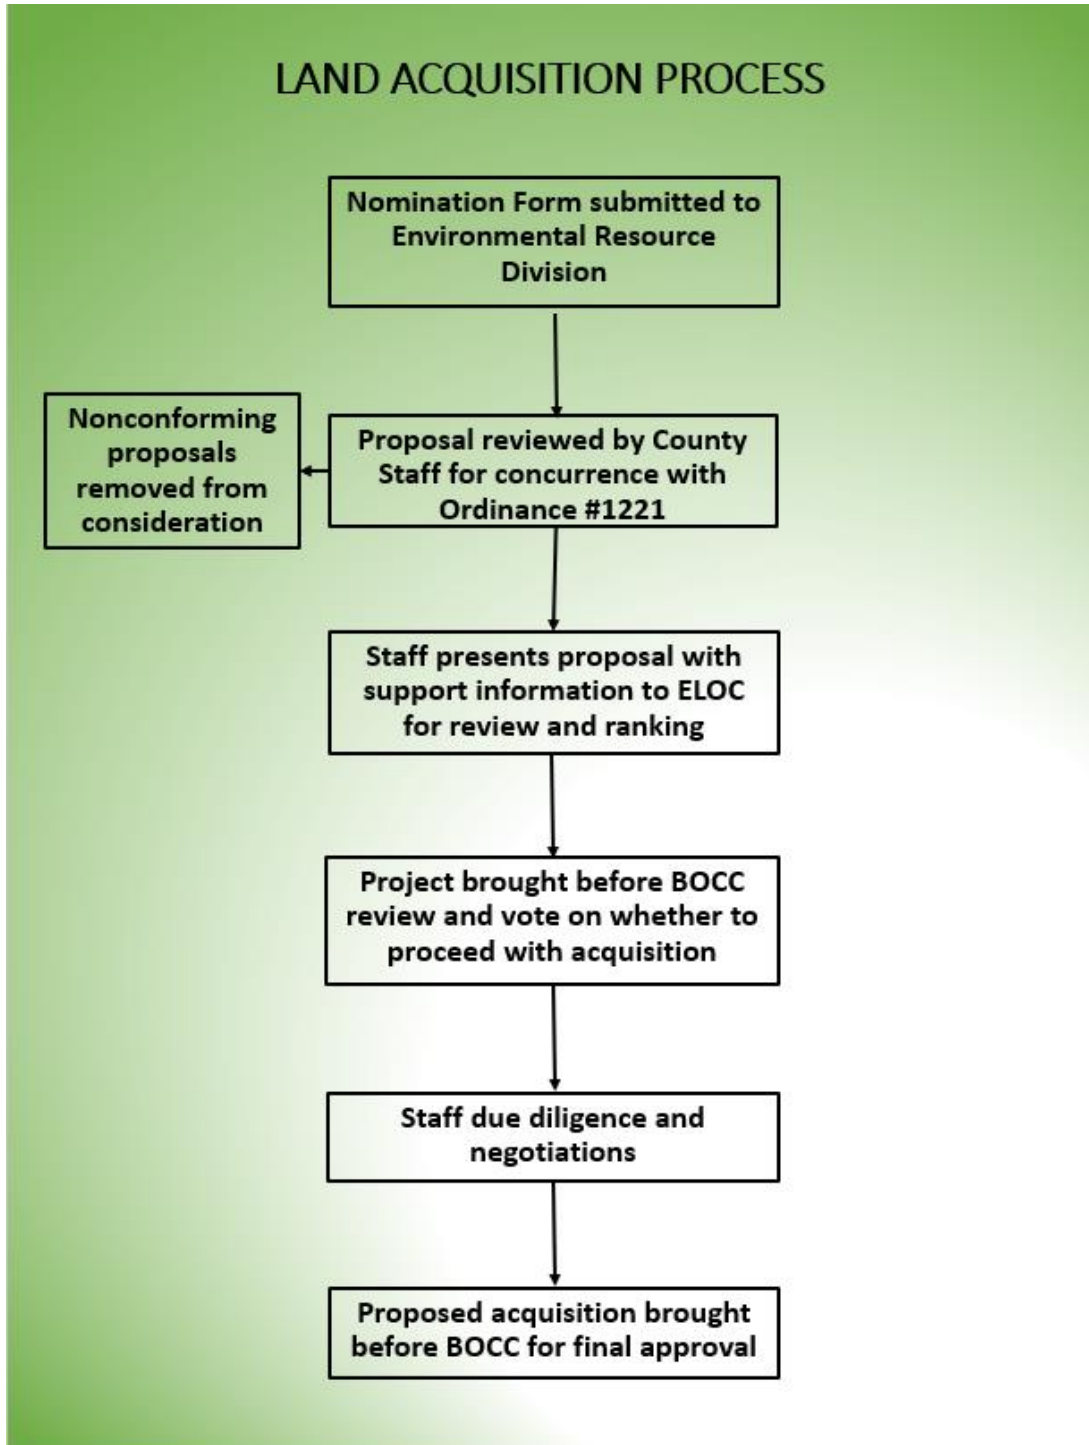 LAND ACQUISITION PROCESS
Nomination Form submitted to
Environmental Resource
Division
Nonconforming
proposals
removed from
consideration
Proposal reviewed by County
Staff for concurrence with
Ordinance #1221
Staff presents proposal with
support information to ELOC
for review and ranking
Project brought before BOCC
review and vote on whether to
proceed with acquisition
Staff due diligence and
negotiations
Proposed acquisition brought
before BOCC for final approval